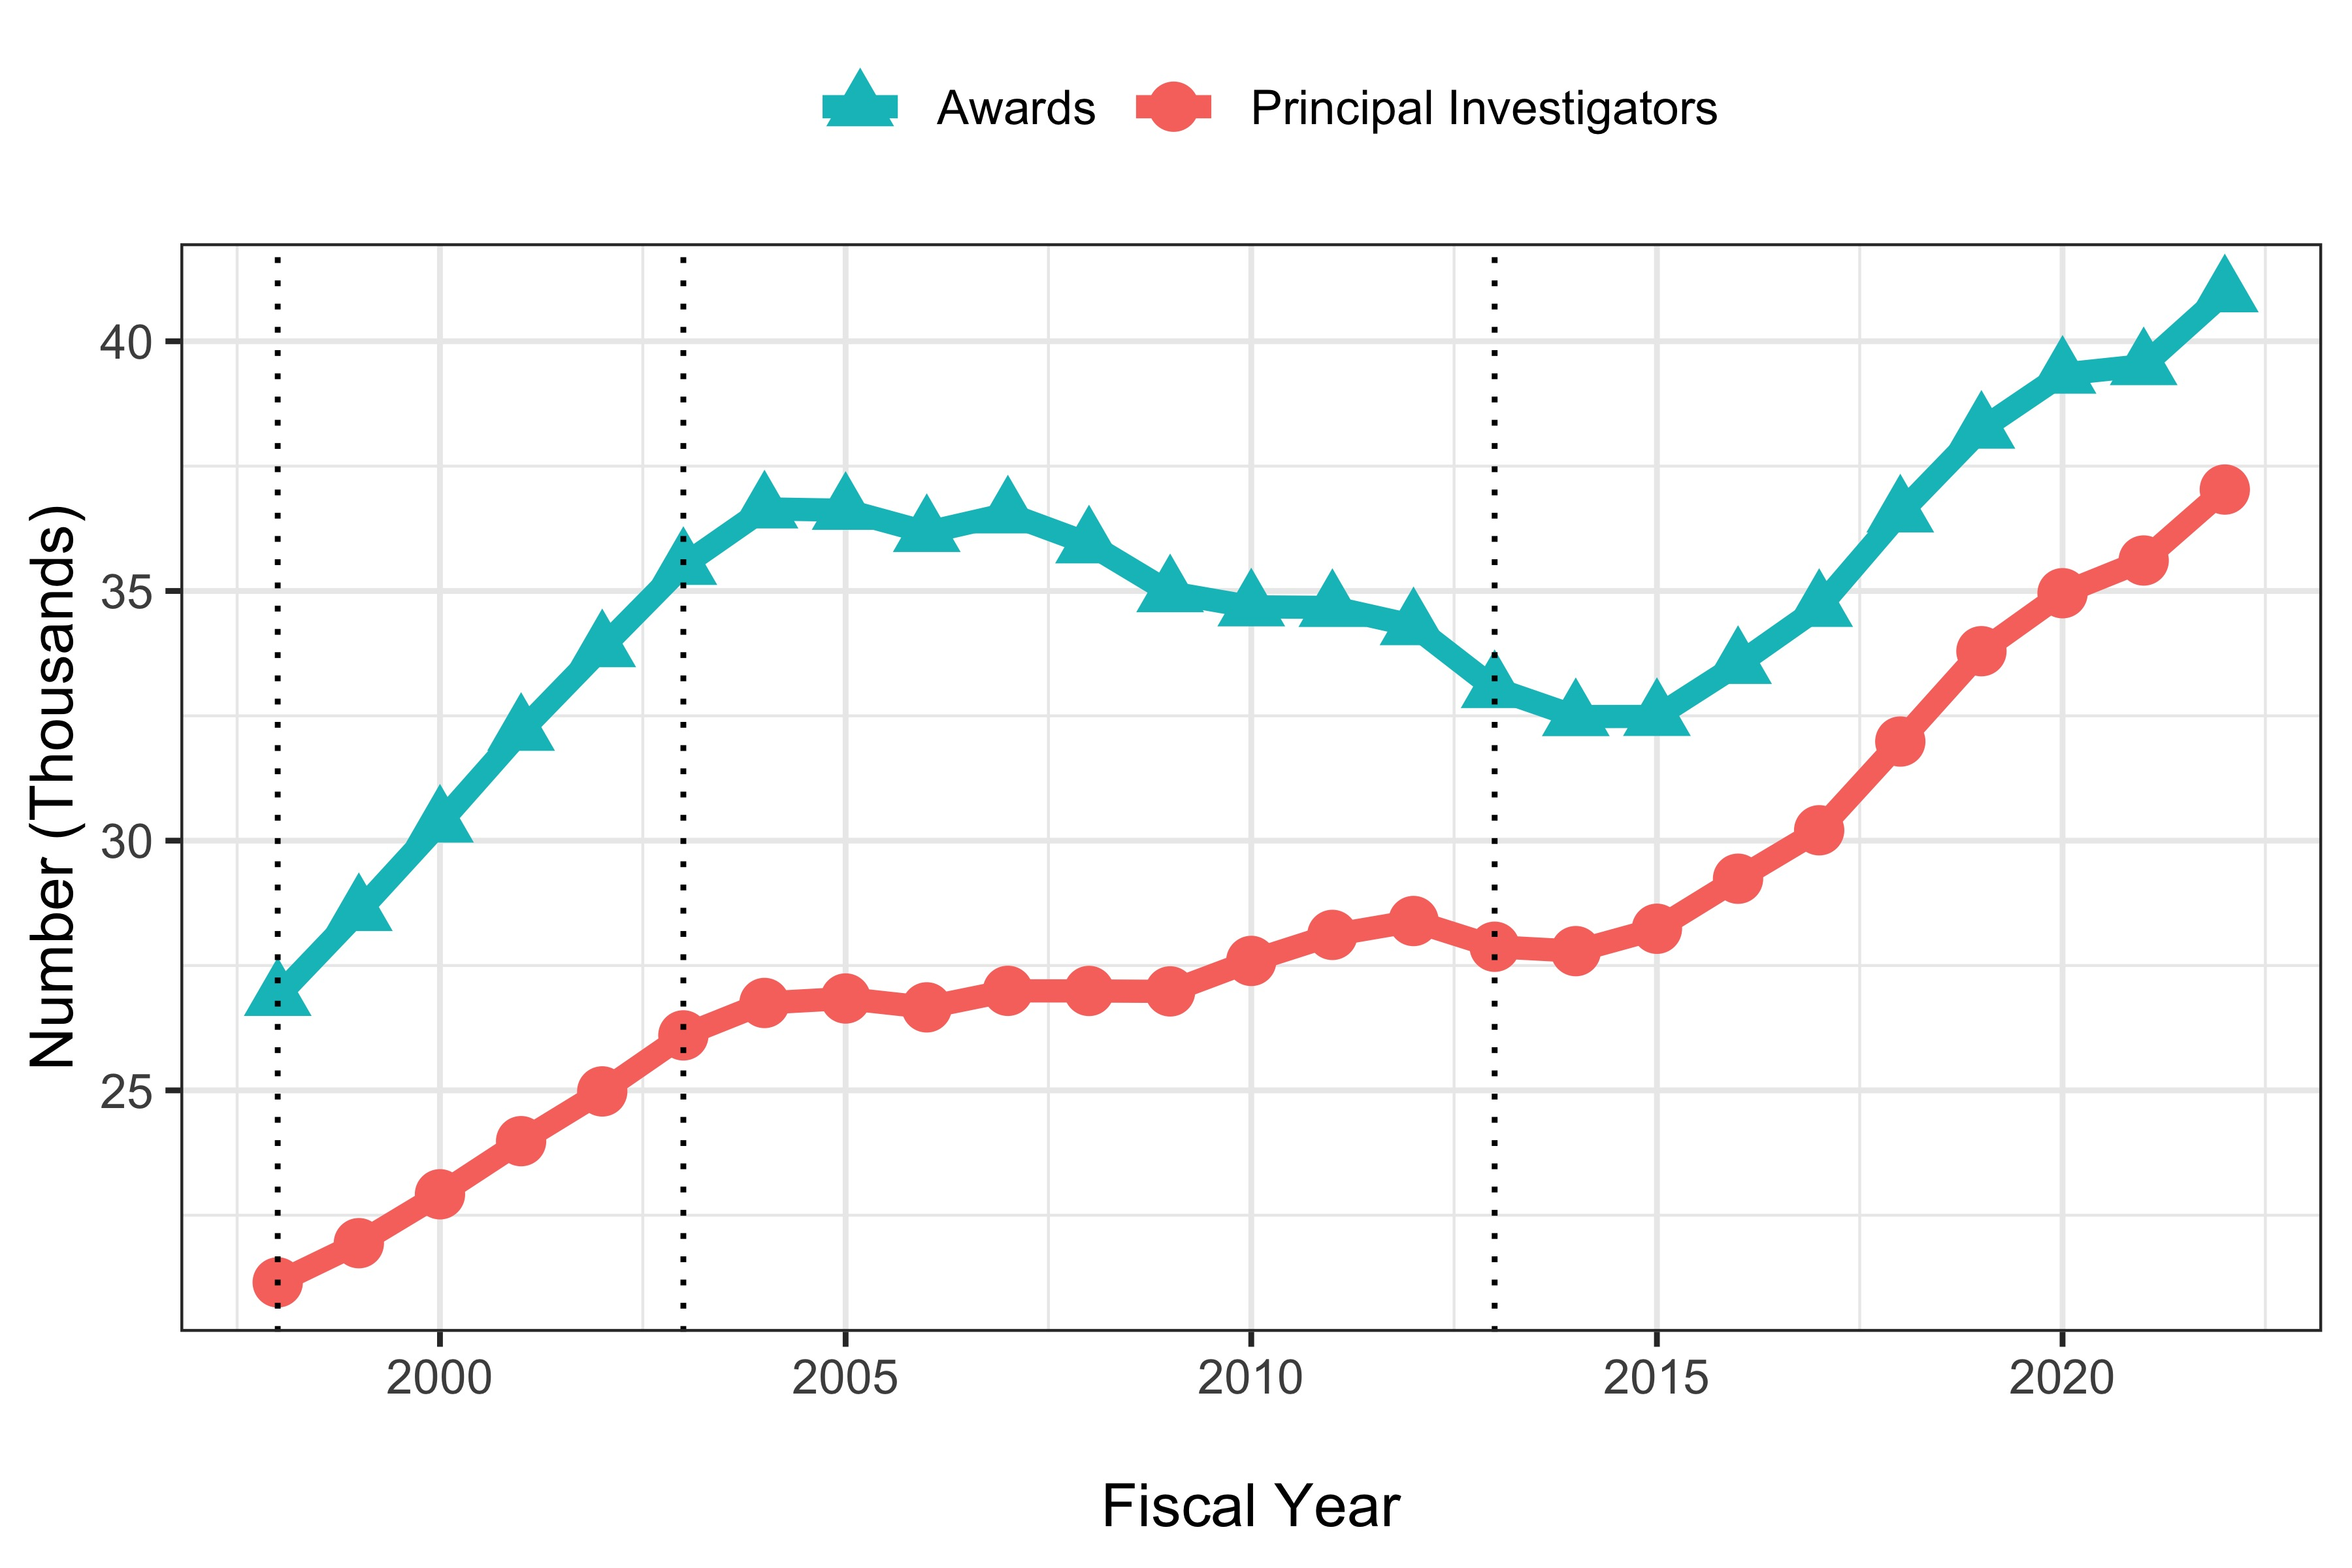 Awards Principal Investigators
Number (Thousands)
40
35
30
25
2000 2005 2010 2015 2020
Fiscal Year